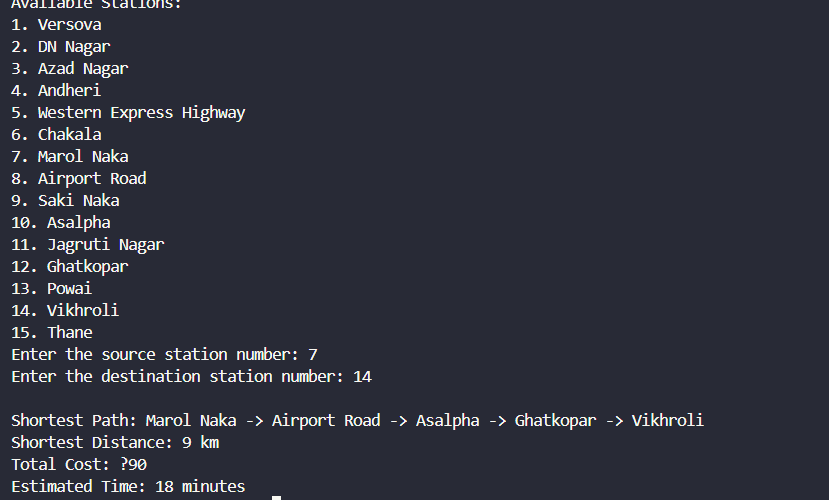 Available Stations:
1. Versova
2. DN Nagar
3. Azad Nagar
4. Andheri
5. Western Express Highway
6. Chakala
7. Marol Naka
8. Airport Road
9. Saki Naka
10. Asalpha
11. Jagruti Nagar
12. Ghatkopar
13. Powai
14. Vikhroli
15. Thane
Enter the source station number: 7
Enter the destination station number: 14
Shortest Path: Marol Naka -> Airport Road -> Asalpha -> Ghatkopar -> Vikhroli
Shortest Distance: 9 km
Total Cost: ?90
Estimated Time: 18 minutes